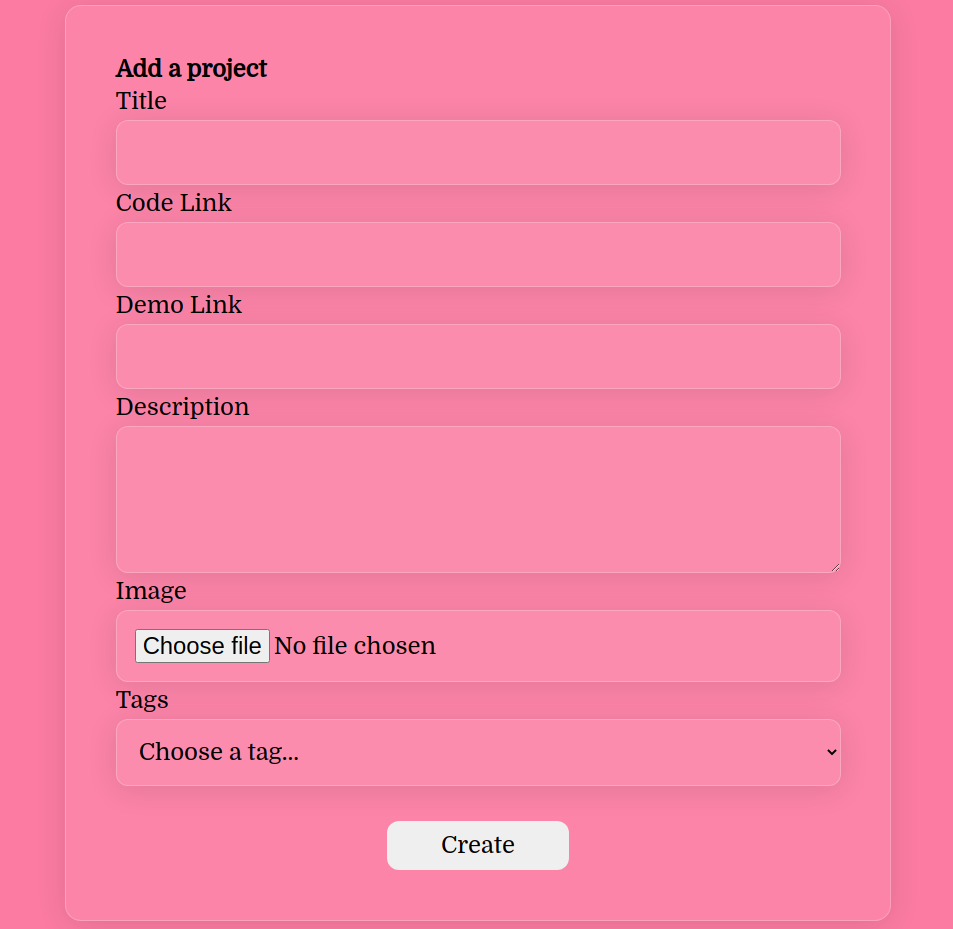 Add a project
Title
Code Link
Demo Link
Description
Image
Choose file No file chosen
Tags
Choose a tag...
Create